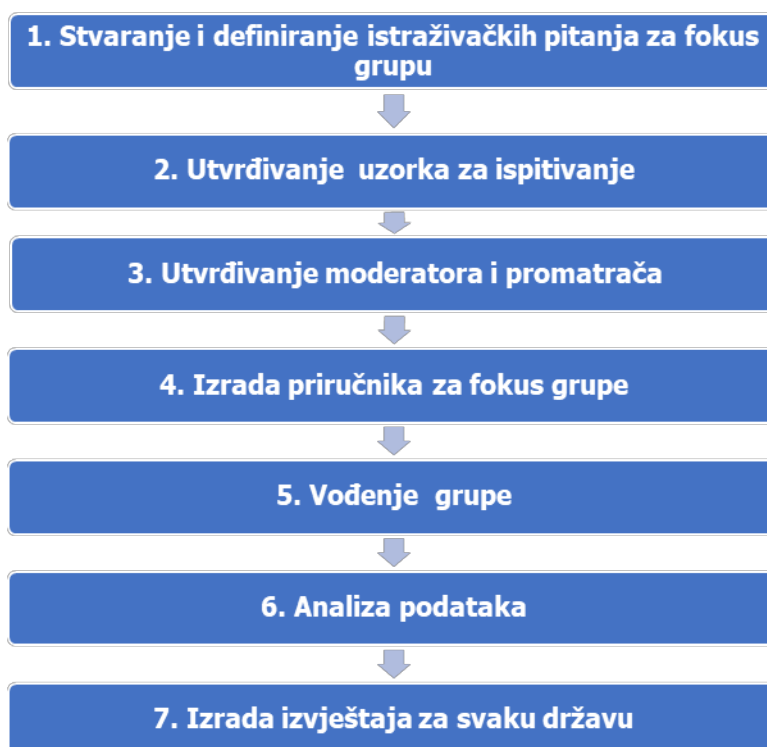 1. Stvaranje i definiranje istraživačkih pitanja za fokus
grupu
2. Utvrđivanje uzorka za ispitivanje
3. Utvrđivanje moderatora i promatrača
4. Izrada priručnika za fokus grupe
5. Vođenje grupe
6. Analiza podataka
7. Izrada izvještaja za svaku državu